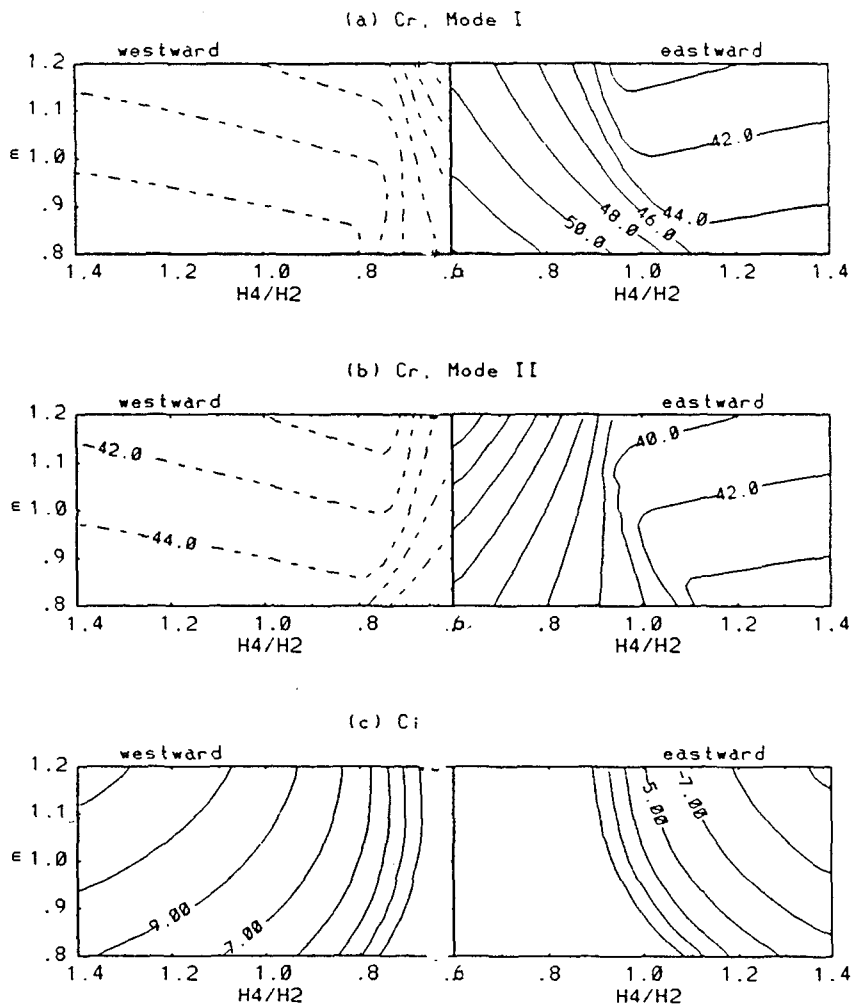 (a) Cr, Mode I
westward eastward
1.2
1.1
m 1.0
.9
.8
42.0
44.0
46.0
48.0
50.0
1.4 1.2 1.0 .8 .6 .8 1.0 1.2 1.4
H4/H2 H4/H2
(b) Cr, Mode II
westward eastward
1.2
1.1
m 1.0
.9
.8
-42.0
-44.0
40.0
42.0
1.4 1.2 1.0 .8 .6 .8 1.0 1.2 1.4
H4/H2 H4/H2
(c) Ci
westward eastward
1.2
1.1
m 1.0
.9
.8
9.00
7.00
-5.00
-7.00
1.4 1.2 1.0 .8 .6 .8 1.0 1.2 1.4
H4/H2 H4/H2